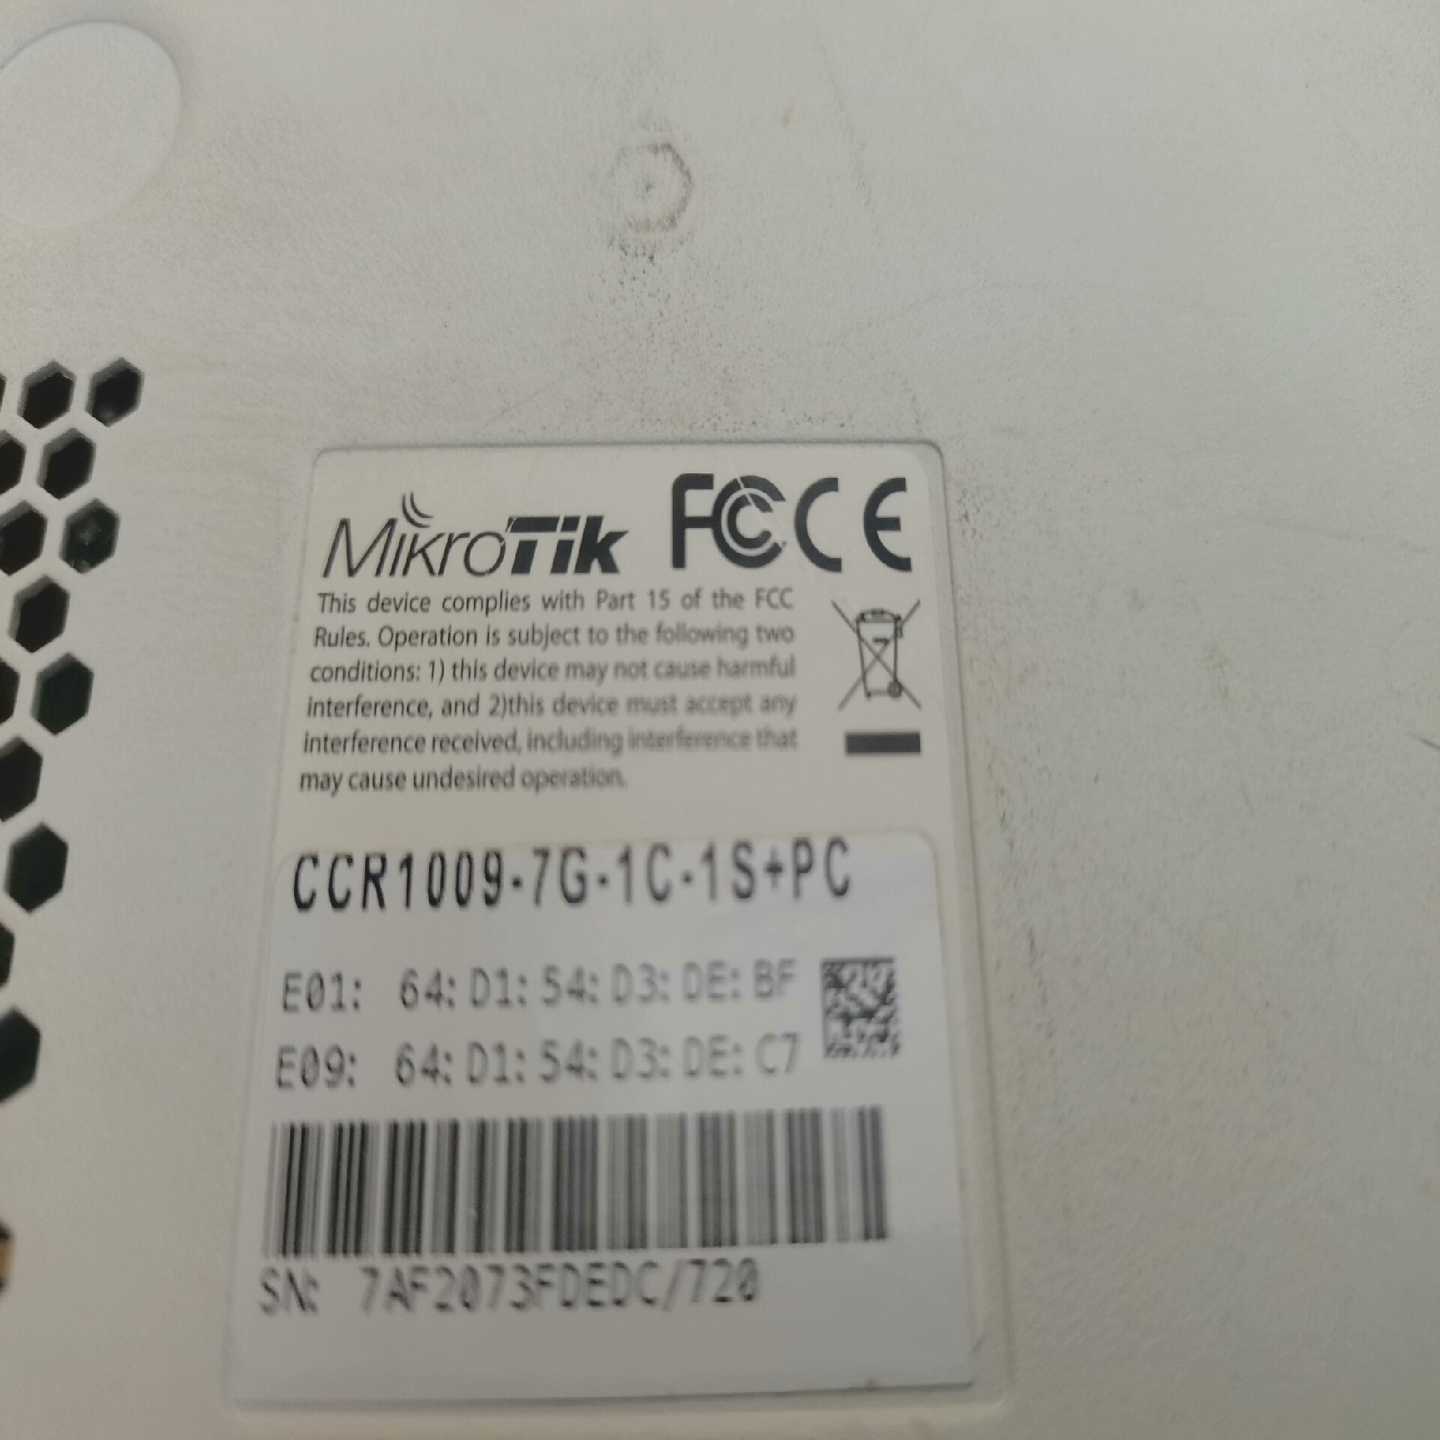 MikroTik FC CE
This device complies with Part 15 of the FCC
Rules. Operation is subject to the following two
conditions: 1) this device may not cause harmful
interference, and 2)this device must accept any
interference received, including interference that
may cause undesired operation.
CCR1009-7G-1C-1S+PC
E01: 64:D1:54:D3:DE:BF
E09: 64:D1:54:D3:DE:C7
SN: 7AF2073FDEDC/720